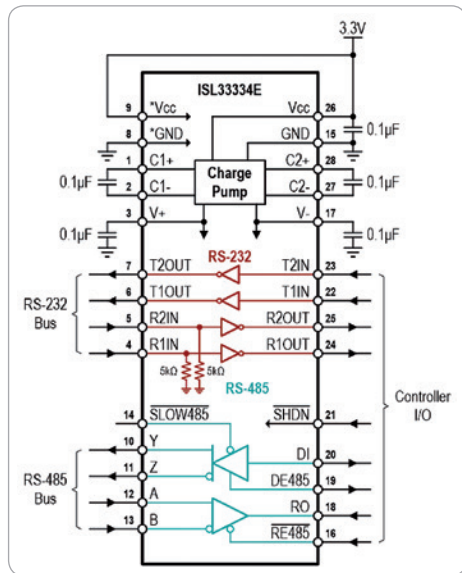 3.3V
ISL33334E
9 *Vcc Vcc 26
8 *GND GND 15
0.1µF
1 C1+ C2+ 28
0.1µF 0.1µF
Charge
Pump
2 C1- C2- 27
3 V+ V- 17
0.1µF 0.1µF
RS-232
7 T2OUT T2IN 23
6 T1OUT T1IN 22
RS-232
Bus
5 R2IN R2OUT 25
4 R1IN R1OUT 24
5kΩ 5kΩ
RS-485
Controller
I/O
14 SLOW485 SHDN 21
10 Y DI 20
11 Z DE485 19
RS-485
Bus
12 A RO 18
13 B RE485 16